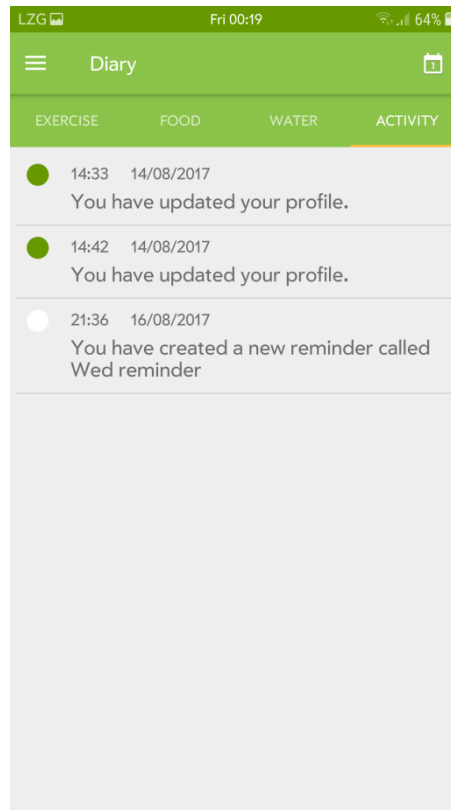 LZG Fri 00:19 64%
Diary 1
EXERCISE FOOD WATER ACTIVITY
14:33 14/08/2017
You have updated your profile.
14:42 14/08/2017
You have updated your profile.
21:36 16/08/2017
You have created a new reminder called
Wed reminder